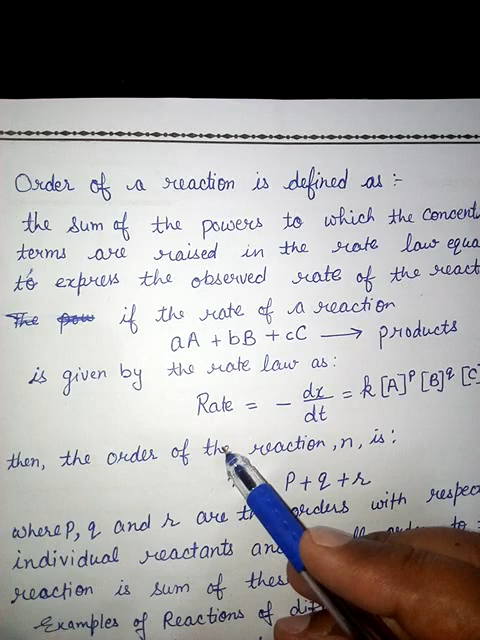 Order of a reaction is defined as :-
the sum of the powers to which the concent
terms are raised in the rate law equa
to express the observed rate of the react
The pow if the rate of a reaction
aA + bB + cC ⟶ products
is given by the rate law as:
Rate = - dx/dt = k [A]^p [B]^q [C]
then, the order of the reaction, n, is:
P + q + r
where P, q and r are the orders with respec
individual reactants and to
reaction is sum of thes
Examples of Reactions of dif